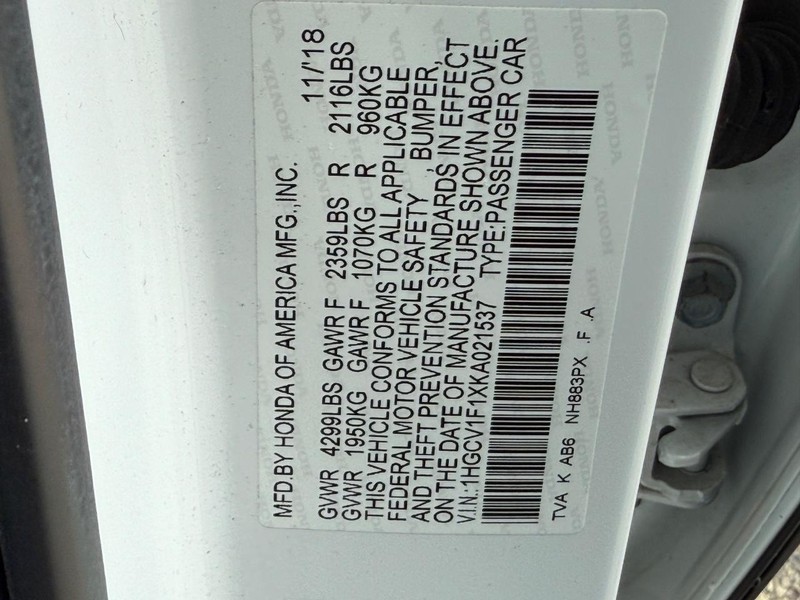 MFD.BY HONDA OF AMERICA MFG.,INC. 11/'18
GVWR 4299LBS GAWR F 2359LBS R 2116LBS
GVWR 1950KG GAWR F 1070KG R 960KG
THIS VEHICLE CONFORMS TO ALL APPLICABLE
FEDERAL MOTOR VEHICLE SAFETY , BUMPER,
AND THEFT PREVENTION STANDARDS IN EFFECT
ON THE DATE OF MANUFACTURE SHOWN ABOVE.
V.I.N.:1HGCV1F1XKA021537 TYPE:PASSENGER CAR
TVA K AB6 NH883PX .F .A